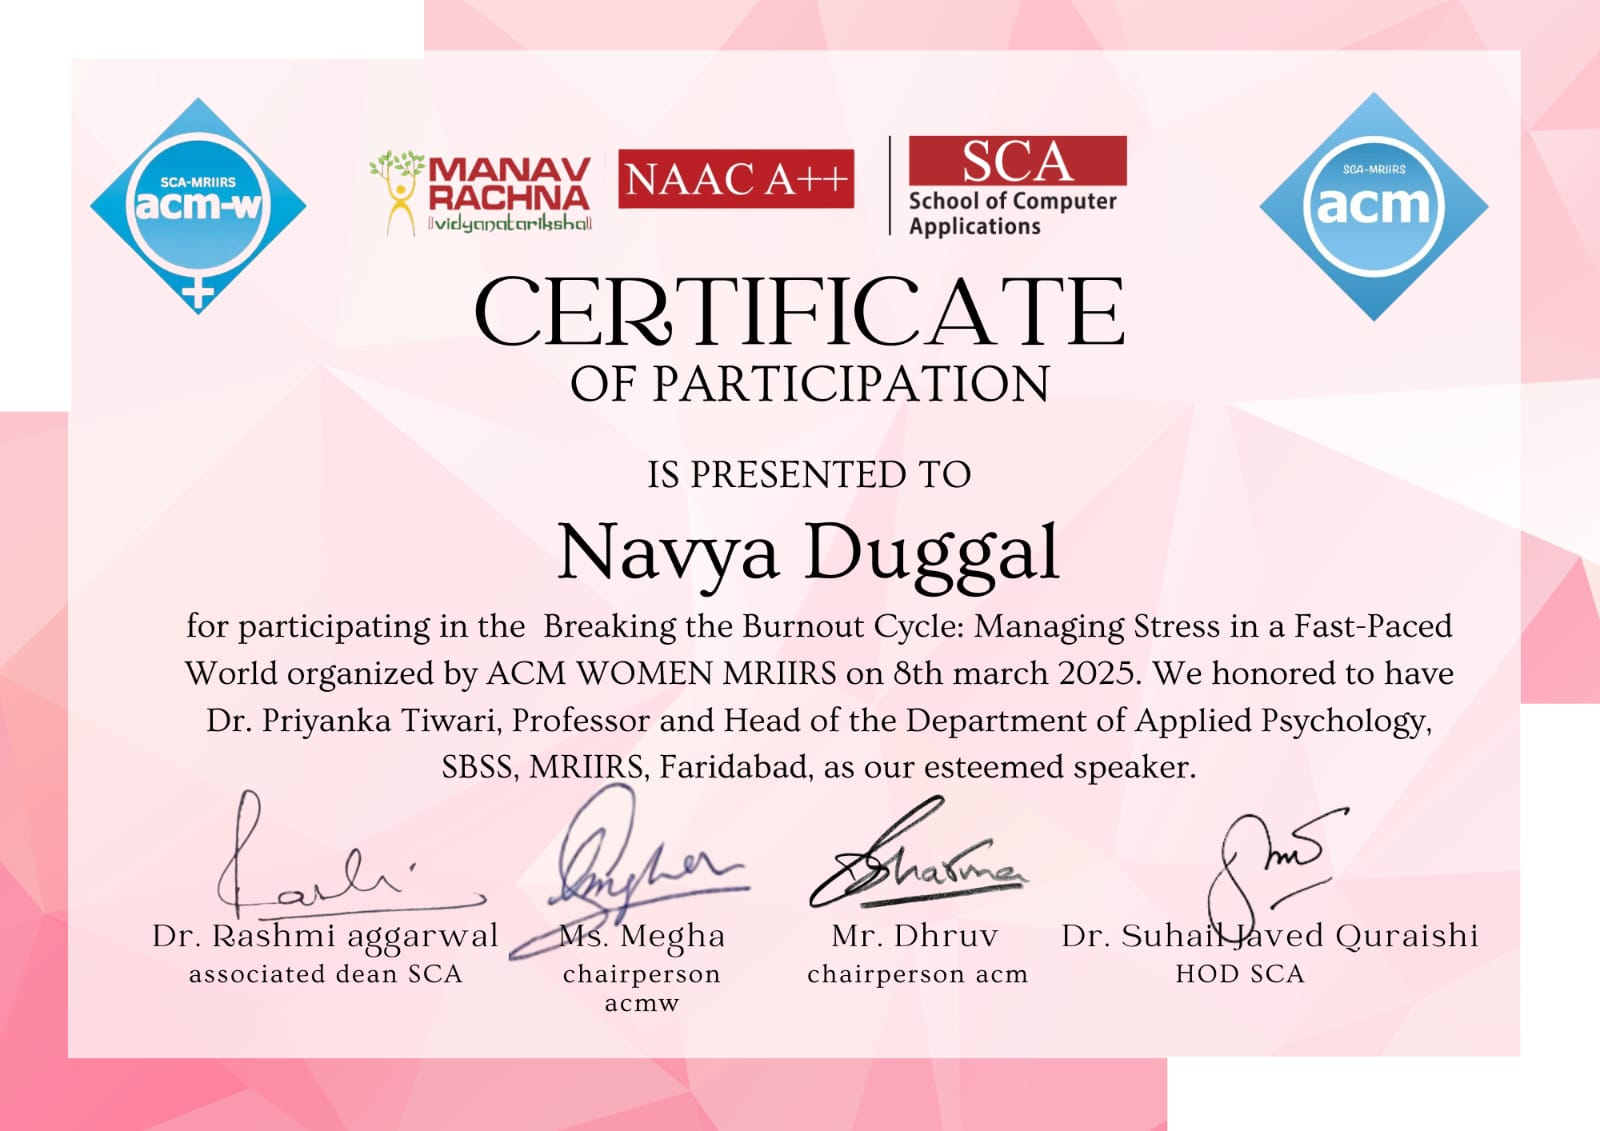 SCA-MRIIRS
acm-w
MANAV
RACHNA
vidyanatariksha
NAAC A++
SCA
School of Computer
Applications
SCA-MRIIRS
acm
CERTIFICATE
OF PARTICIPATION
IS PRESENTED TO
Navya Duggal
for participating in the Breaking the Burnout Cycle: Managing Stress in a Fast-Paced
World organized by ACM WOMEN MRIIRS on 8th march 2025. We honored to have
Dr. Priyanka Tiwari, Professor and Head of the Department of Applied Psychology,
SBSS, MRIIRS, Faridabad, as our esteemed speaker.
Sharma
Dr. Rashmi aggarwal
associated dean SCA
Ms. Megha
chairperson
acmw
Mr. Dhruv
chairperson acm
Dr. Suhail Javed Quraishi
HOD SCA